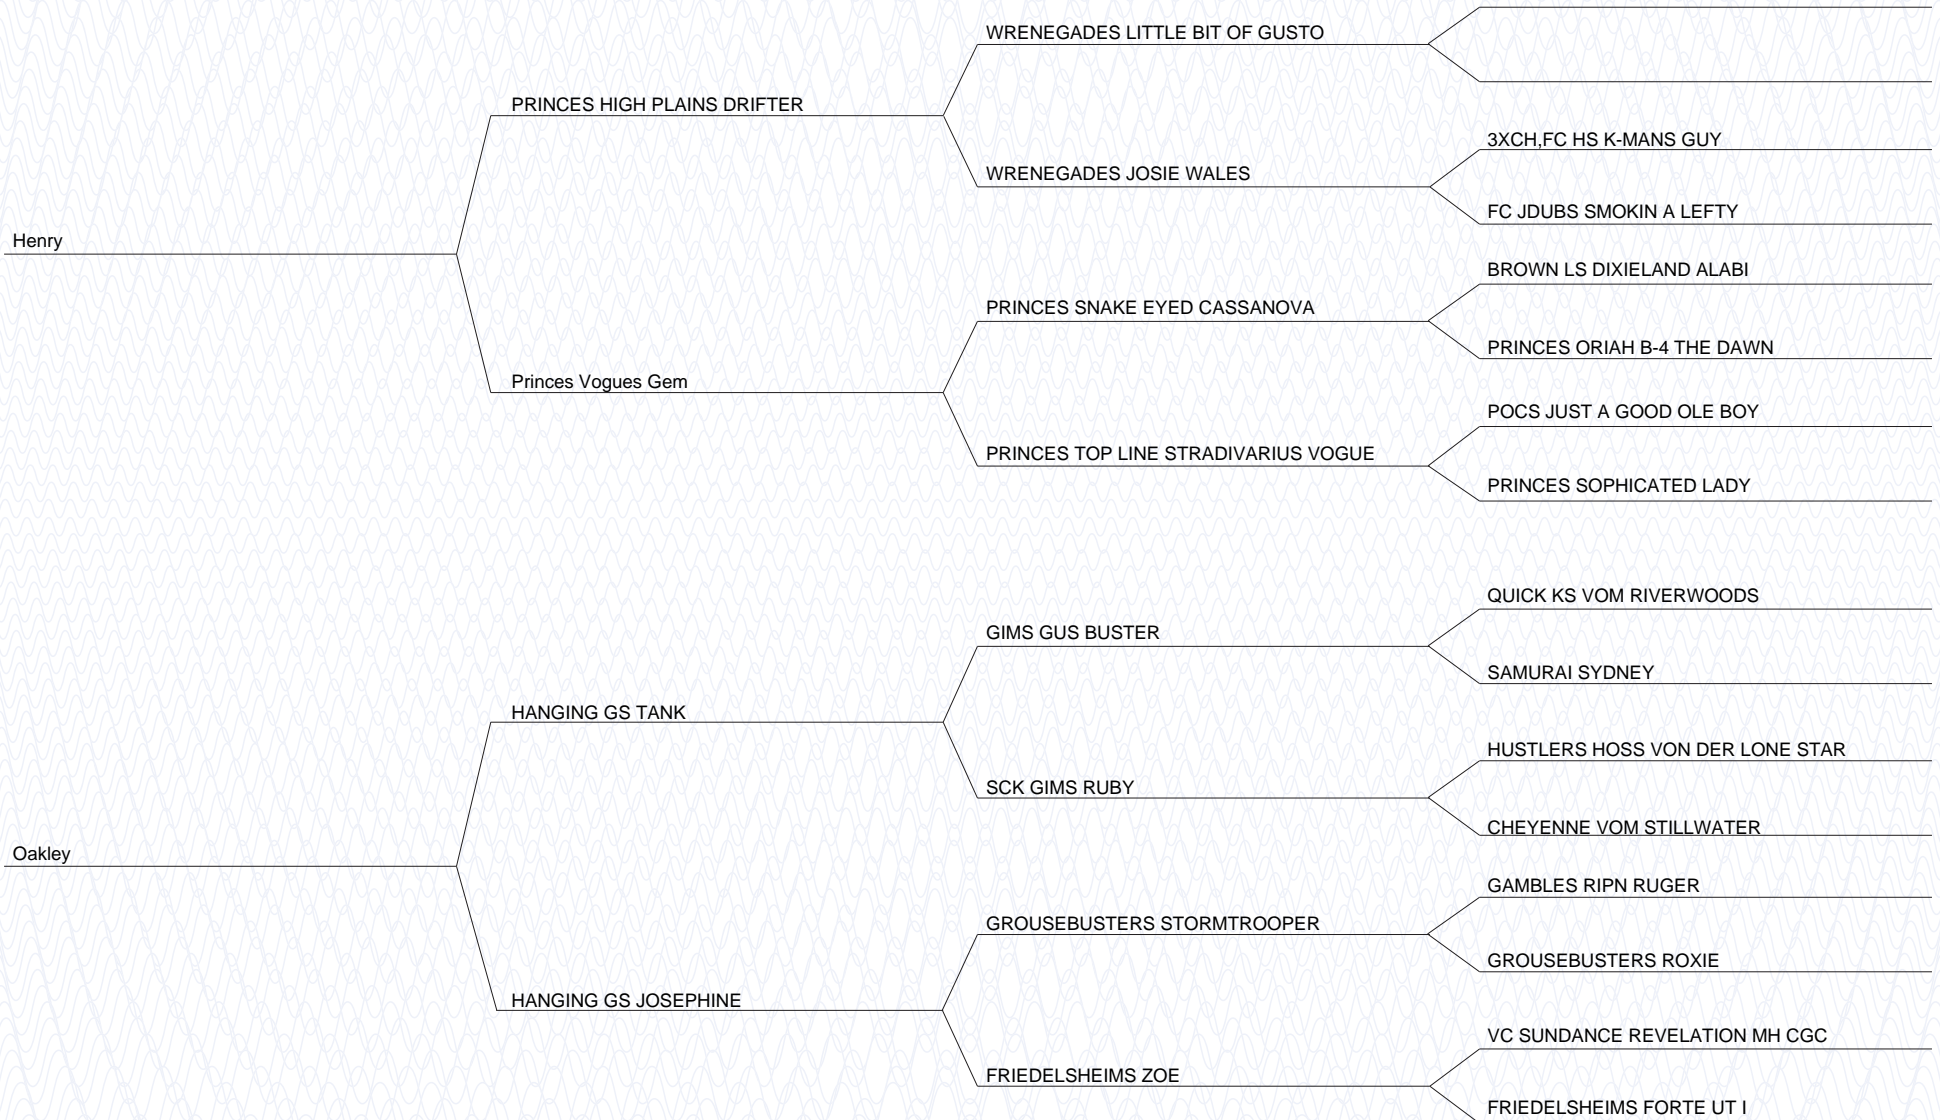 WRENEGADES LITTLE BIT OF GUSTO
PRINCES HIGH PLAINS DRIFTER
3XCH,FC HS K-MANS GUY
WRENEGADES JOSIE WALES
FC JDUBS SMOKIN A LEFTY
Henry
BROWN LS DIXIELAND ALABI
PRINCES SNAKE EYED CASSANOVA
PRINCES ORIAH B-4 THE DAWN
Princes Vogues Gem
POCS JUST A GOOD OLE BOY
PRINCES TOP LINE STRADIVARIUS VOGUE
PRINCES SOPHICATED LADY
QUICK KS VOM RIVERWOODS
GIMS GUS BUSTER
SAMURAI SYDNEY
HANGING GS TANK
HUSTLERS HOSS VON DER LONE STAR
SCK GIMS RUBY
CHEYENNE VOM STILLWATER
Oakley
GAMBLES RIPN RUGER
GROUSEBUSTERS STORMTROOPER
GROUSEBUSTERS ROXIE
HANGING GS JOSEPHINE
VC SUNDANCE REVELATION MH CGC
FRIEDELSHEIMS ZOE
FRIEDELSHEIMS FORTE UT I